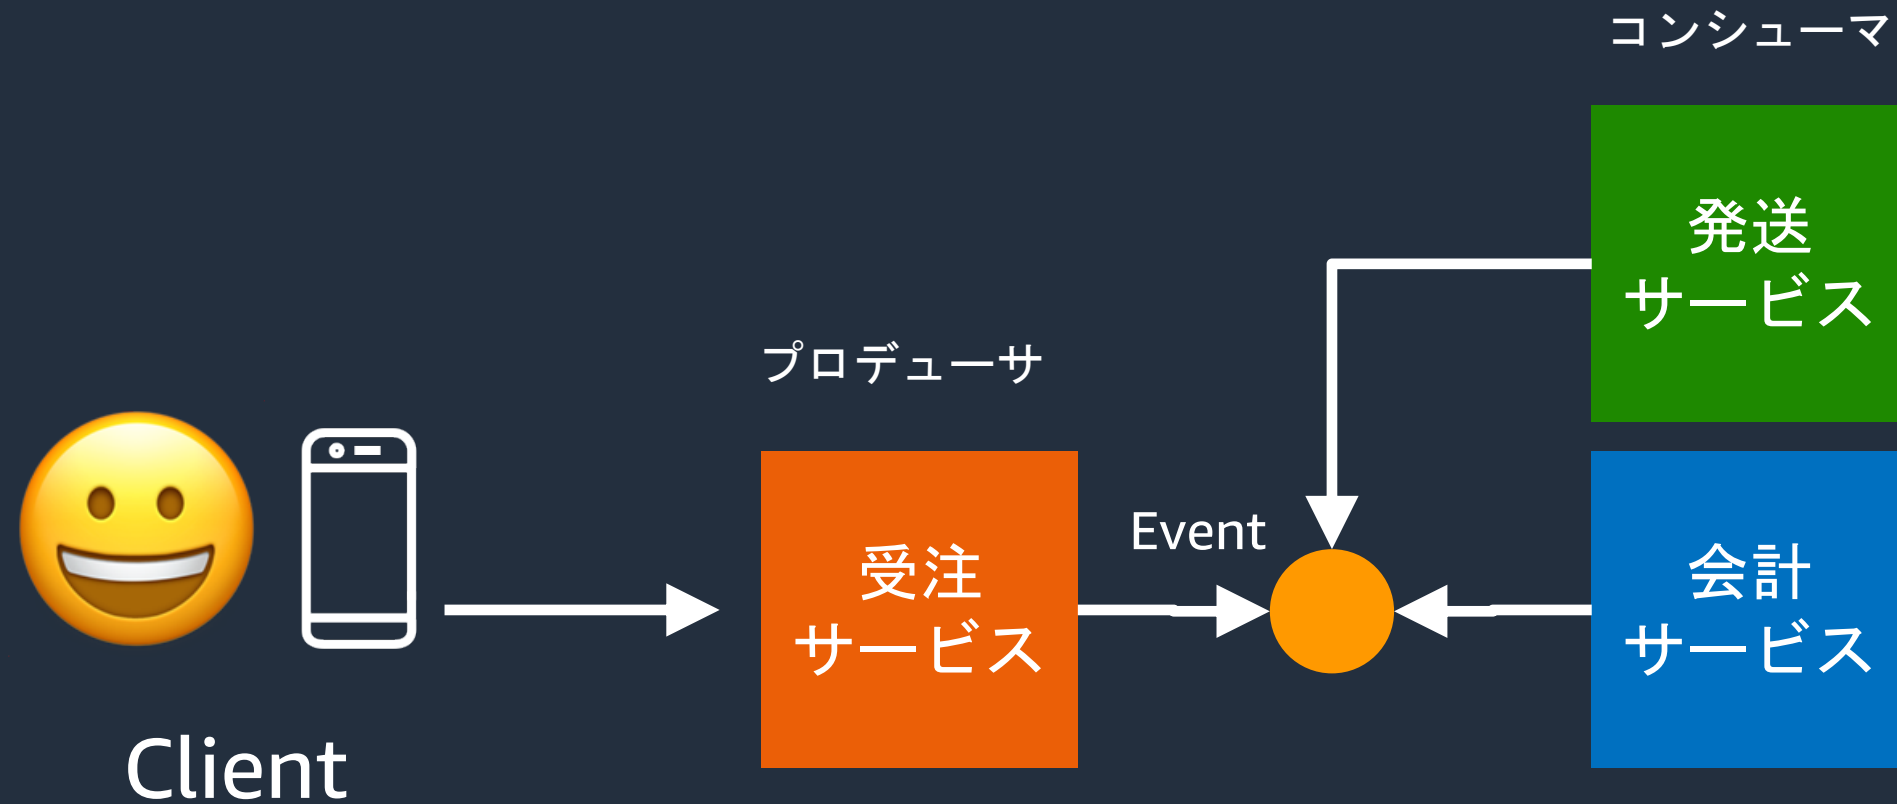 コンシューマ
発送
サービス
プロデューサ
Event
受注
サービス
会計
サービス
Client